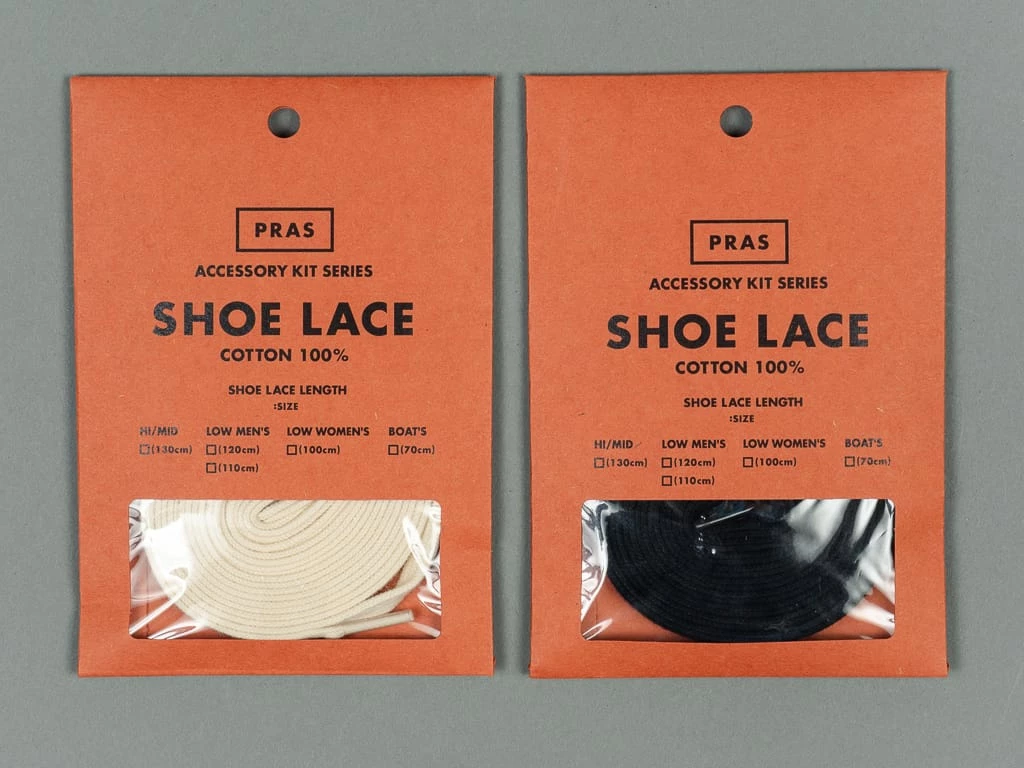 PRAS
ACCESSORY KIT SERIES
SHOE LACE
COTTON 100%
SHOE LACE LENGTH
:SIZE
HI/MID LOW MEN'S LOW WOMEN'S BOAT'S
(130cm) (120cm) (100cm) (70cm)
(110cm)
PRAS
ACCESSORY KIT SERIES
SHOE LACE
COTTON 100%
SHOE LACE LENGTH
:SIZE
HI/MID LOW MEN'S LOW WOMEN'S BOAT'S
(130cm) (120cm) (100cm) (70cm)
(110cm)